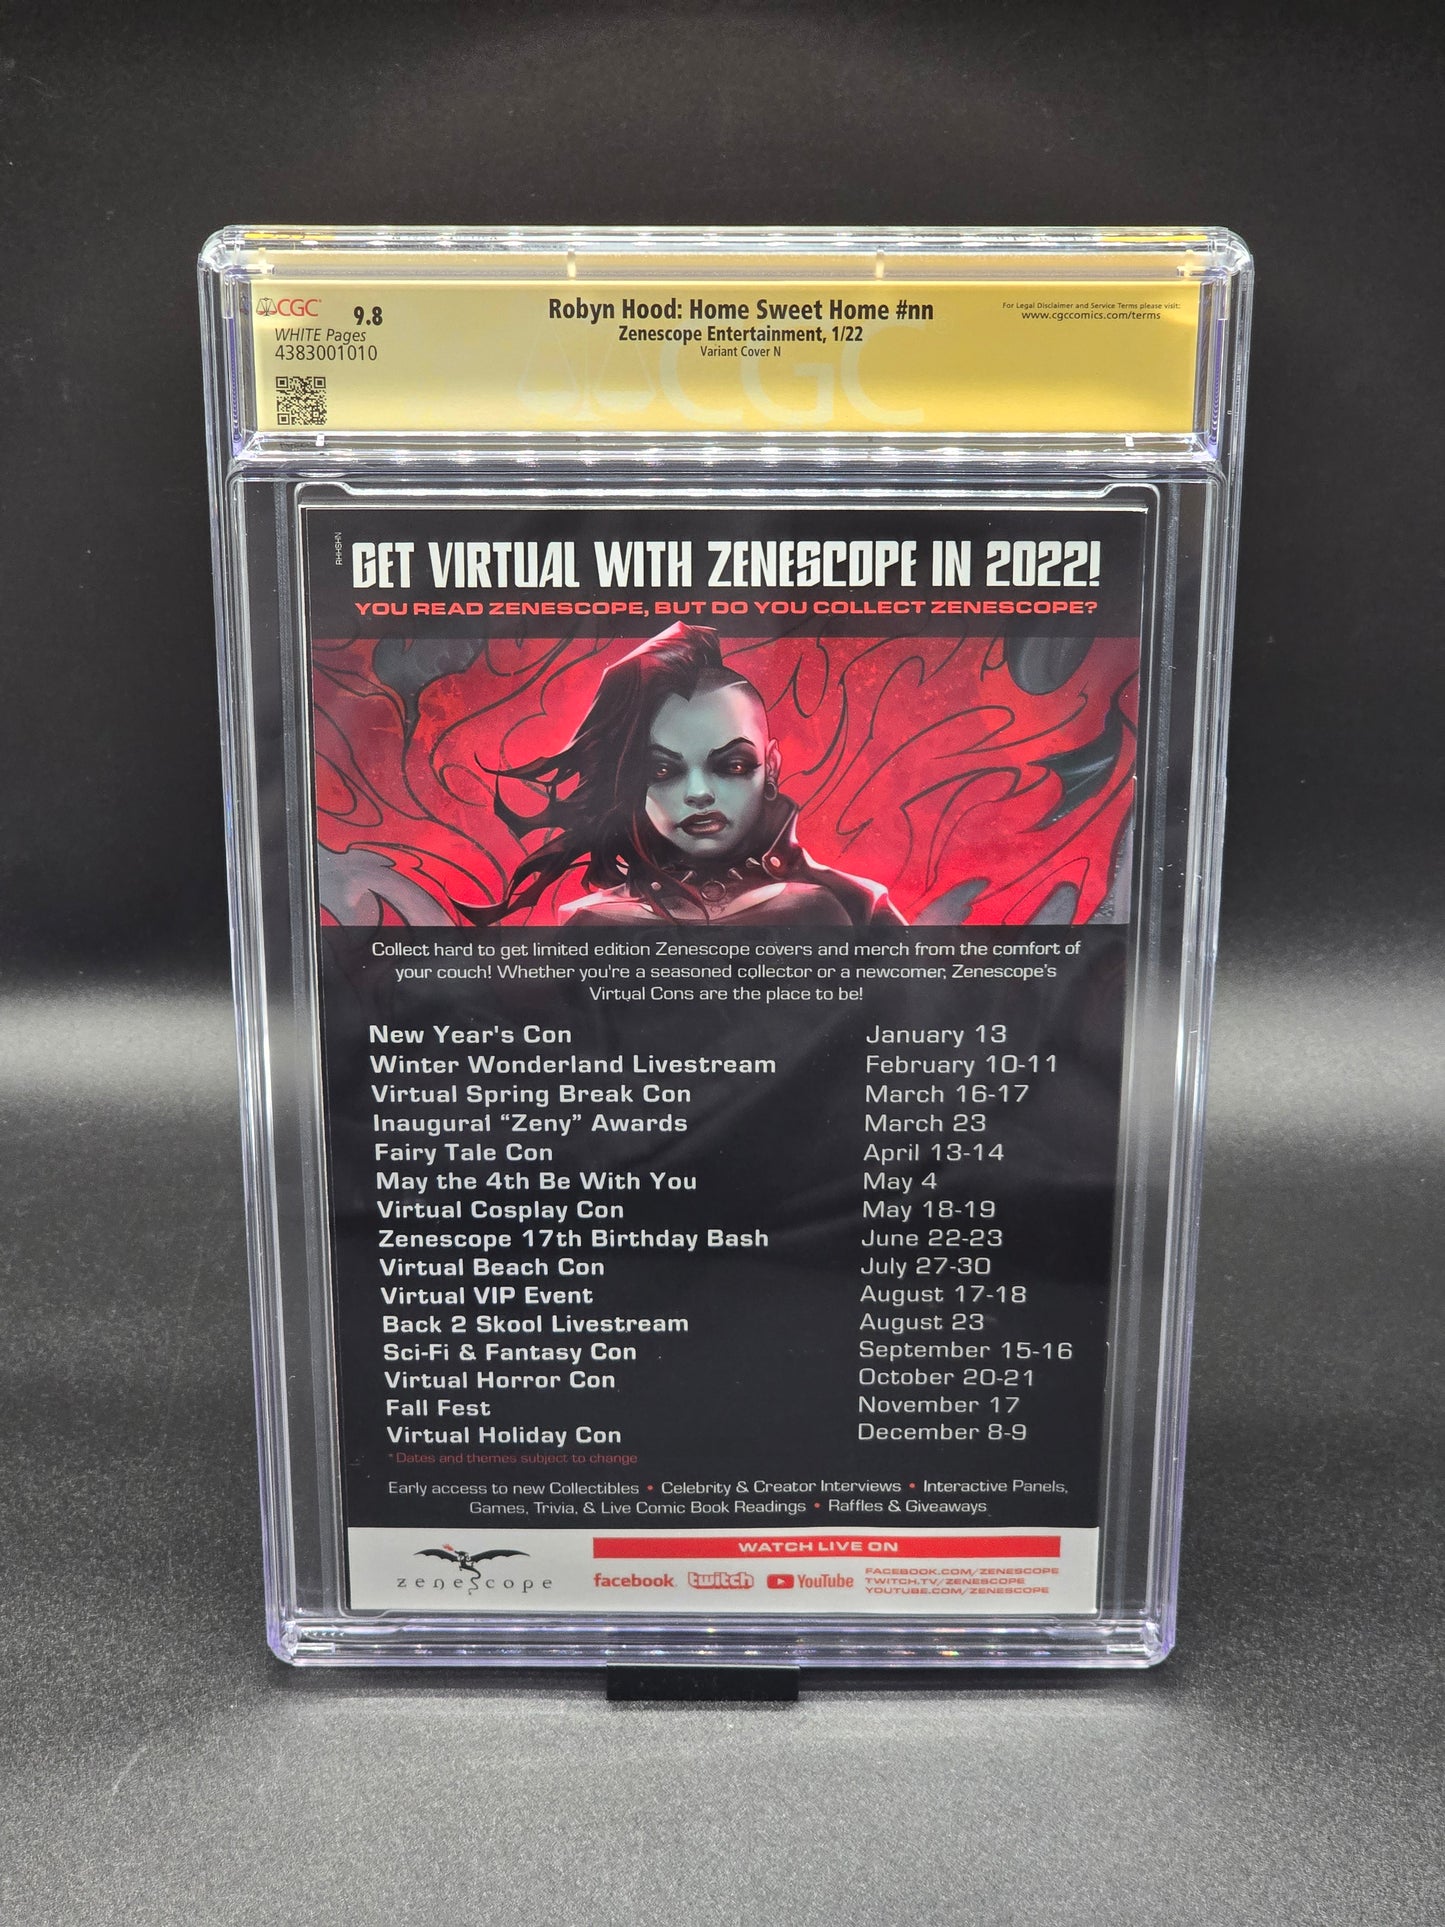 CGC 9.8
WHITE Pages
4383001010
Robyn Hood: Home Sweet Home #nn
Zenescope Entertainment, 1/22
Variant Cover N
For Legal Disclaimer and Service Terms please visit:
www.cgccomics.com/terms
CGC
RHHSHN
GET VIRTUAL WITH ZENESCOPE IN 2022!
YOU READ ZENESCOPE, BUT DO YOU COLLECT ZENESCOPE?
Collect hard to get limited edition Zenescope covers and merch from the comfort of
your couch! Whether you're a seasoned collector or a newcomer, Zenescope's
Virtual Cons are the place to be!
New Year's Con January 13
Winter Wonderland Livestream February 10-11
Virtual Spring Break Con March 16-17
Inaugural “Zeny” Awards March 23
Fairy Tale Con April 13-14
May the 4th Be With You May 4
Virtual Cosplay Con May 18-19
Zenescope 17th Birthday Bash June 22-23
Virtual Beach Con July 27-30
Virtual VIP Event August 17-18
Back 2 Skool Livestream August 23
Sci-Fi & Fantasy Con September 15-16
Virtual Horror Con October 20-21
Fall Fest November 17
Virtual Holiday Con December 8-9
*Dates and themes subject to change
Early access to new Collectibles • Celebrity & Creator Interviews • Interactive Panels,
Games, Trivia, & Live Comic Book Readings • Raffles & Giveaways
zenescope
WATCH LIVE ON
facebook twitch YouTube
FACEBOOK.COM/ZENESCOPE
TWITCH.TV/ZENESCOPE
YOUTUBE.COM/ZENESCOPE